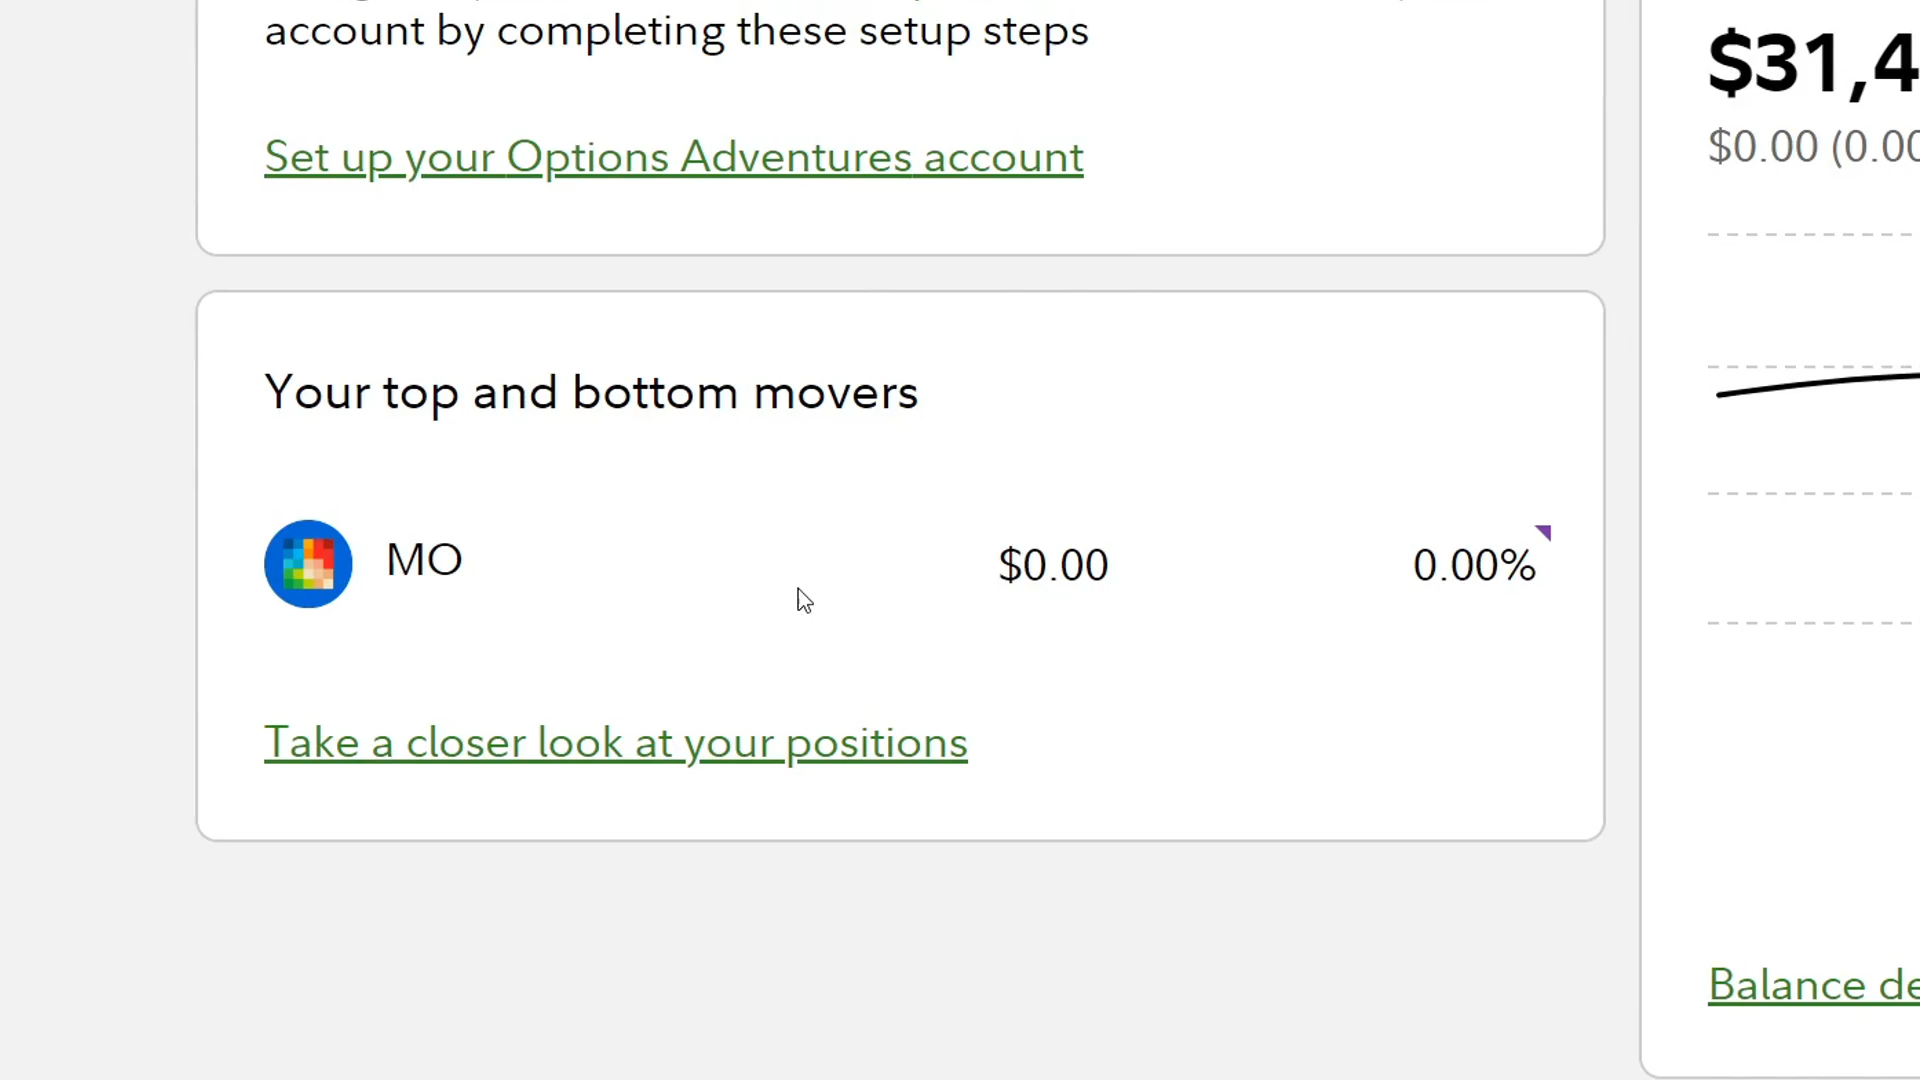 account by completing these setup steps
Set up your Options Adventures account
Your top and bottom movers
MO $0.00 0.00%
Take a closer look at your positions
$31,4
$0.00 (0.00
Balance de